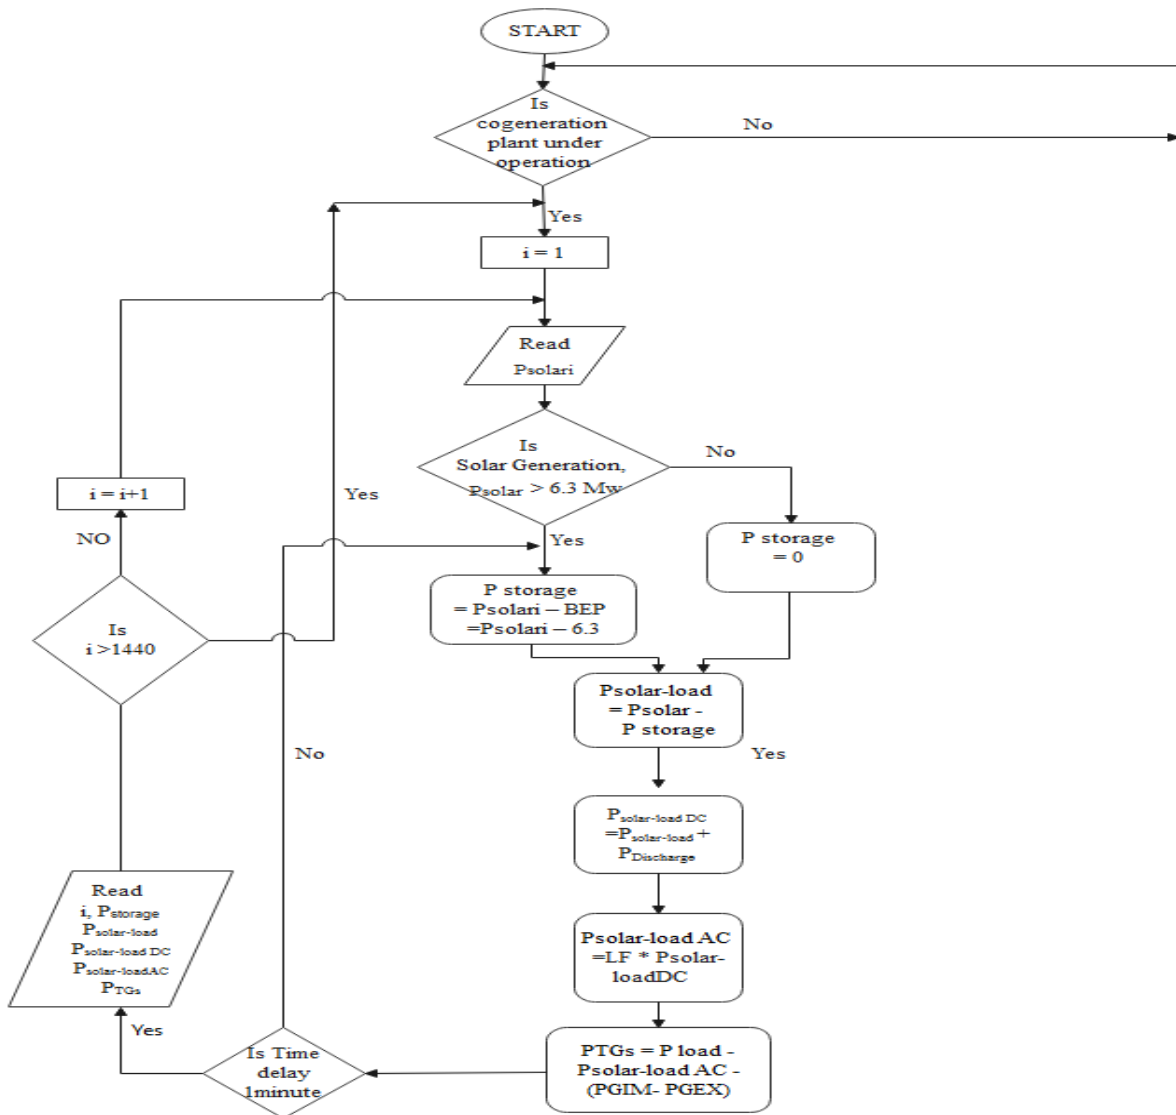 START
Is
cogeneration
plant under
operation
No
Yes
i = 1
Read
Psolari
Is
Solar Generation,
Psolar > 6.3 Mw
No
Yes
P storage
= 0
P storage
= Psolari – BEP
=Psolari – 6.3
Psolar-load
= Psolar -
P storage
Yes
Psolar-load DC
=Psolar-load +
PDischarge
Psolar-load AC
=LF * Psolar-
loadDC
PTGs = P load -
Psolar-load AC -
(PGIM- PGEX)
Is Time
delay
1minute
No
Yes
Read
i, Pstorage
Psolar-load
Psolar-load DC
Psolar-loadAC
PTGs
Is
i >1440
Yes
NO
i = i+1